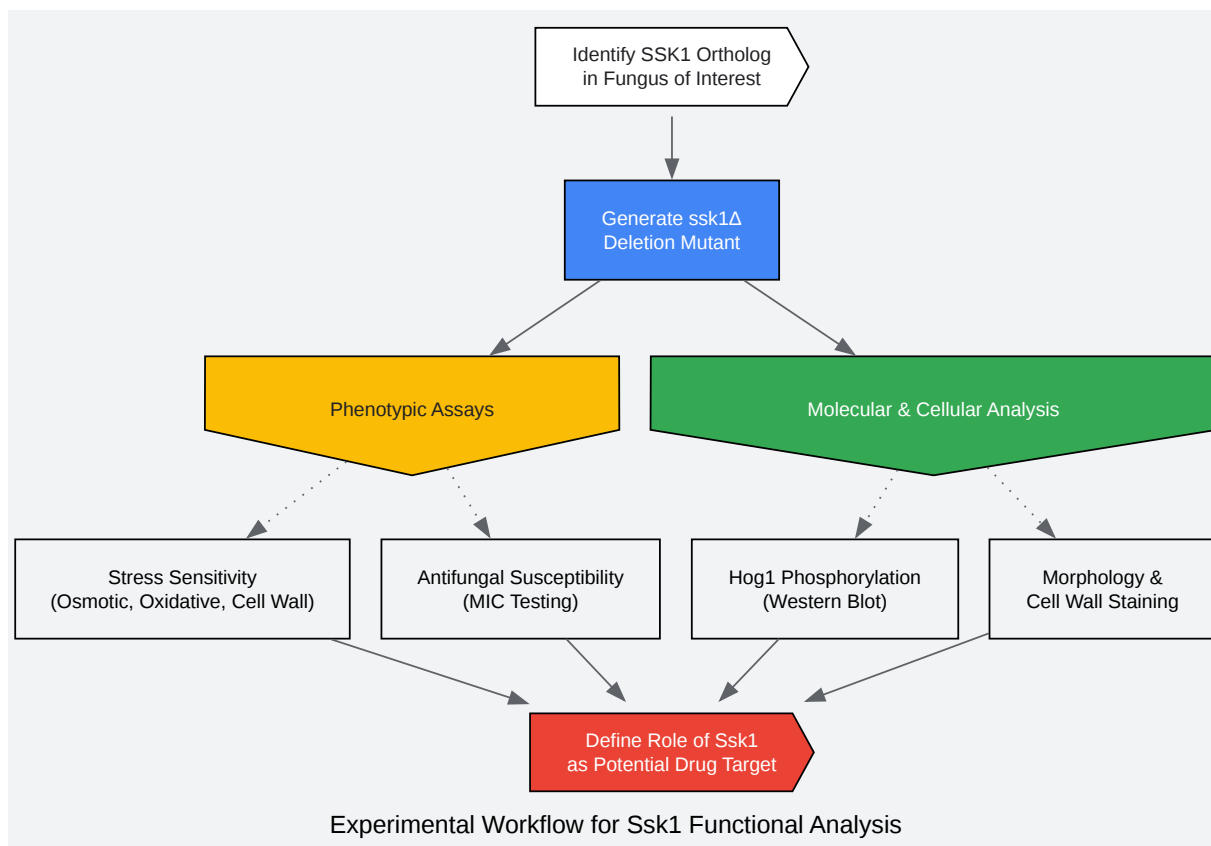 Identify SSK1 Ortholog
in Fungus of Interest
Generate ssk1Δ
Deletion Mutant
Phenotypic Assays
Molecular & Cellular Analysis
Stress Sensitivity
(Osmotic, Oxidative, Cell Wall)
Antifungal Susceptibility
(MIC Testing)
Hog1 Phosphorylation
(Western Blot)
Morphology &
Cell Wall Staining
Define Role of Ssk1
as Potential Drug Target
Experimental Workflow for Ssk1 Functional Analysis